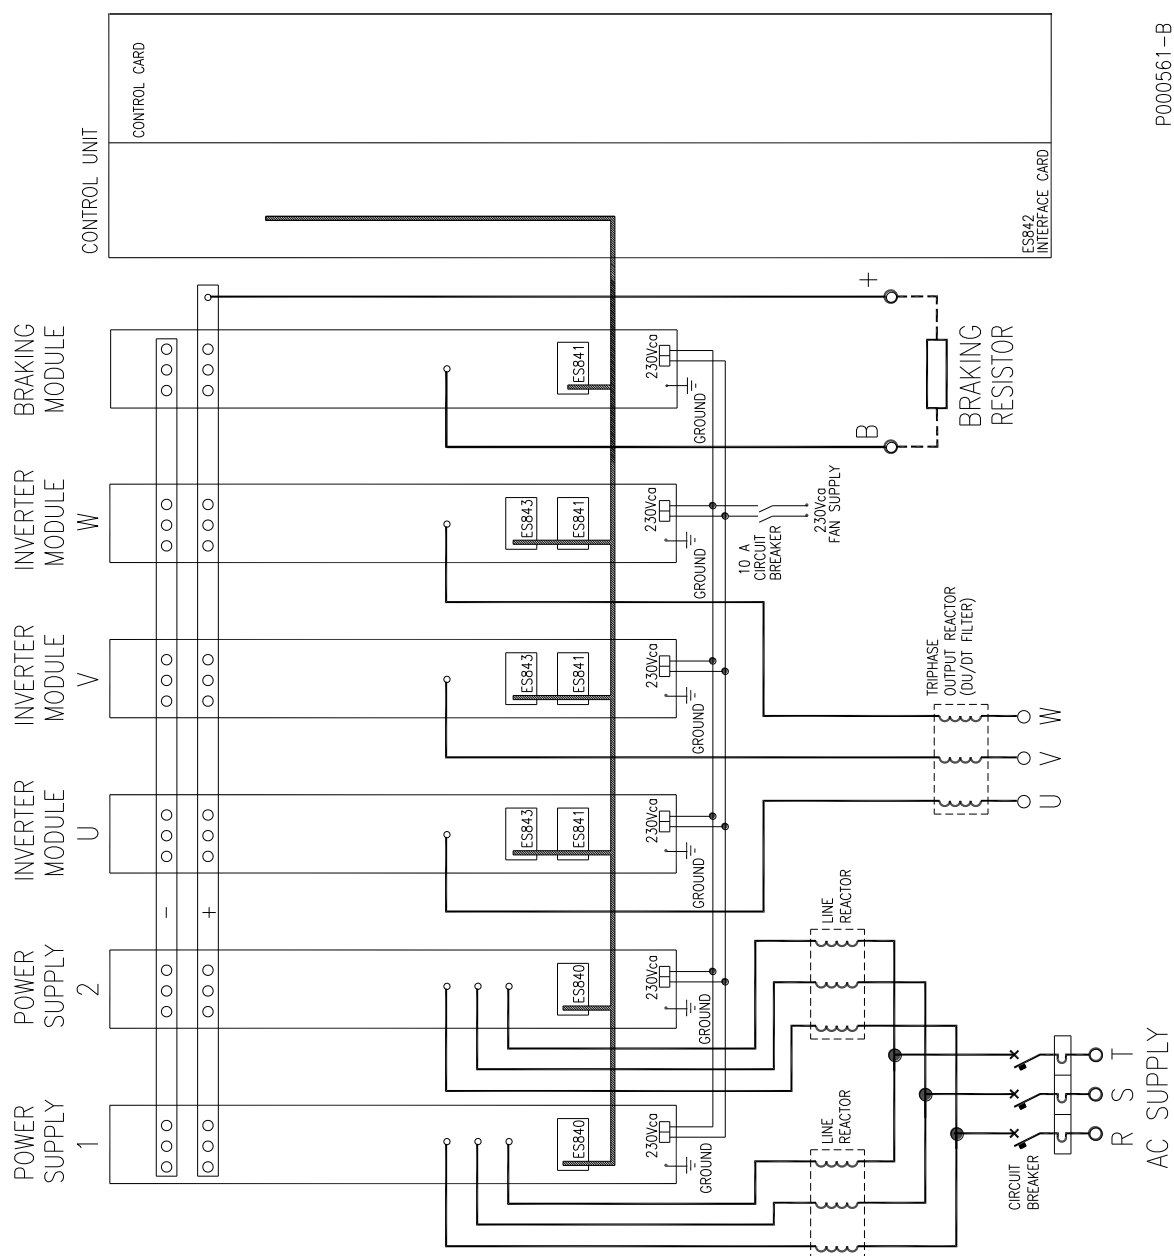 POWER
SUPPLY
1
POWER
SUPPLY
2
INVERTER
MODULE
U
INVERTER
MODULE
V
INVERTER
MODULE
W
BRAKING
MODULE
CONTROL UNIT
CONTROL CARD
ES842
INTERFACE CARD
-
+
ES840
ES840
ES843
ES841
ES843
ES841
ES843
ES841
ES841
230Vca
230Vca
230Vca
230Vca
230Vca
230Vca
GROUND
GROUND
GROUND
GROUND
GROUND
GROUND
10 A
CIRCUIT
BREAKER
230Vca
FAN SUPPLY
B
+
BRAKING
RESISTOR
LINE
REACTOR
LINE
REACTOR
TRIPHASE
OUTPUT REACTOR
(DU/DT FILTER)
U
V
W
CIRCUIT
BREAKER
R
S
T
AC SUPPLY
P000561-B